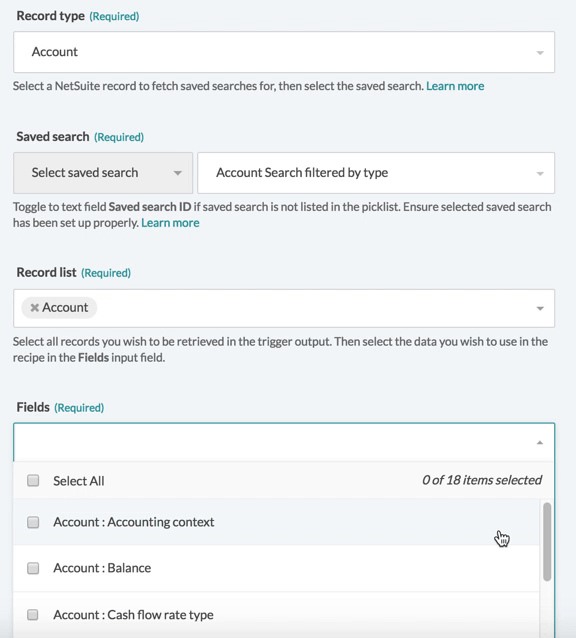 Record type (Required)
Account
Select a NetSuite record to fetch saved searches for, then select the saved search. Learn more
Saved search (Required)
Select saved search
Account Search filtered by type
Toggle to text field Saved search ID if saved search is not listed in the picklist. Ensure selected saved search
has been set up properly. Learn more
Record list (Required)
Account
Select all records you wish to be retrieved in the trigger output. Then select the data you wish to use in the
recipe in the Fields input field.
Fields (Required)
Select All 0 of 18 items selected
Account : Accounting context
Account : Balance
Account : Cash flow rate type